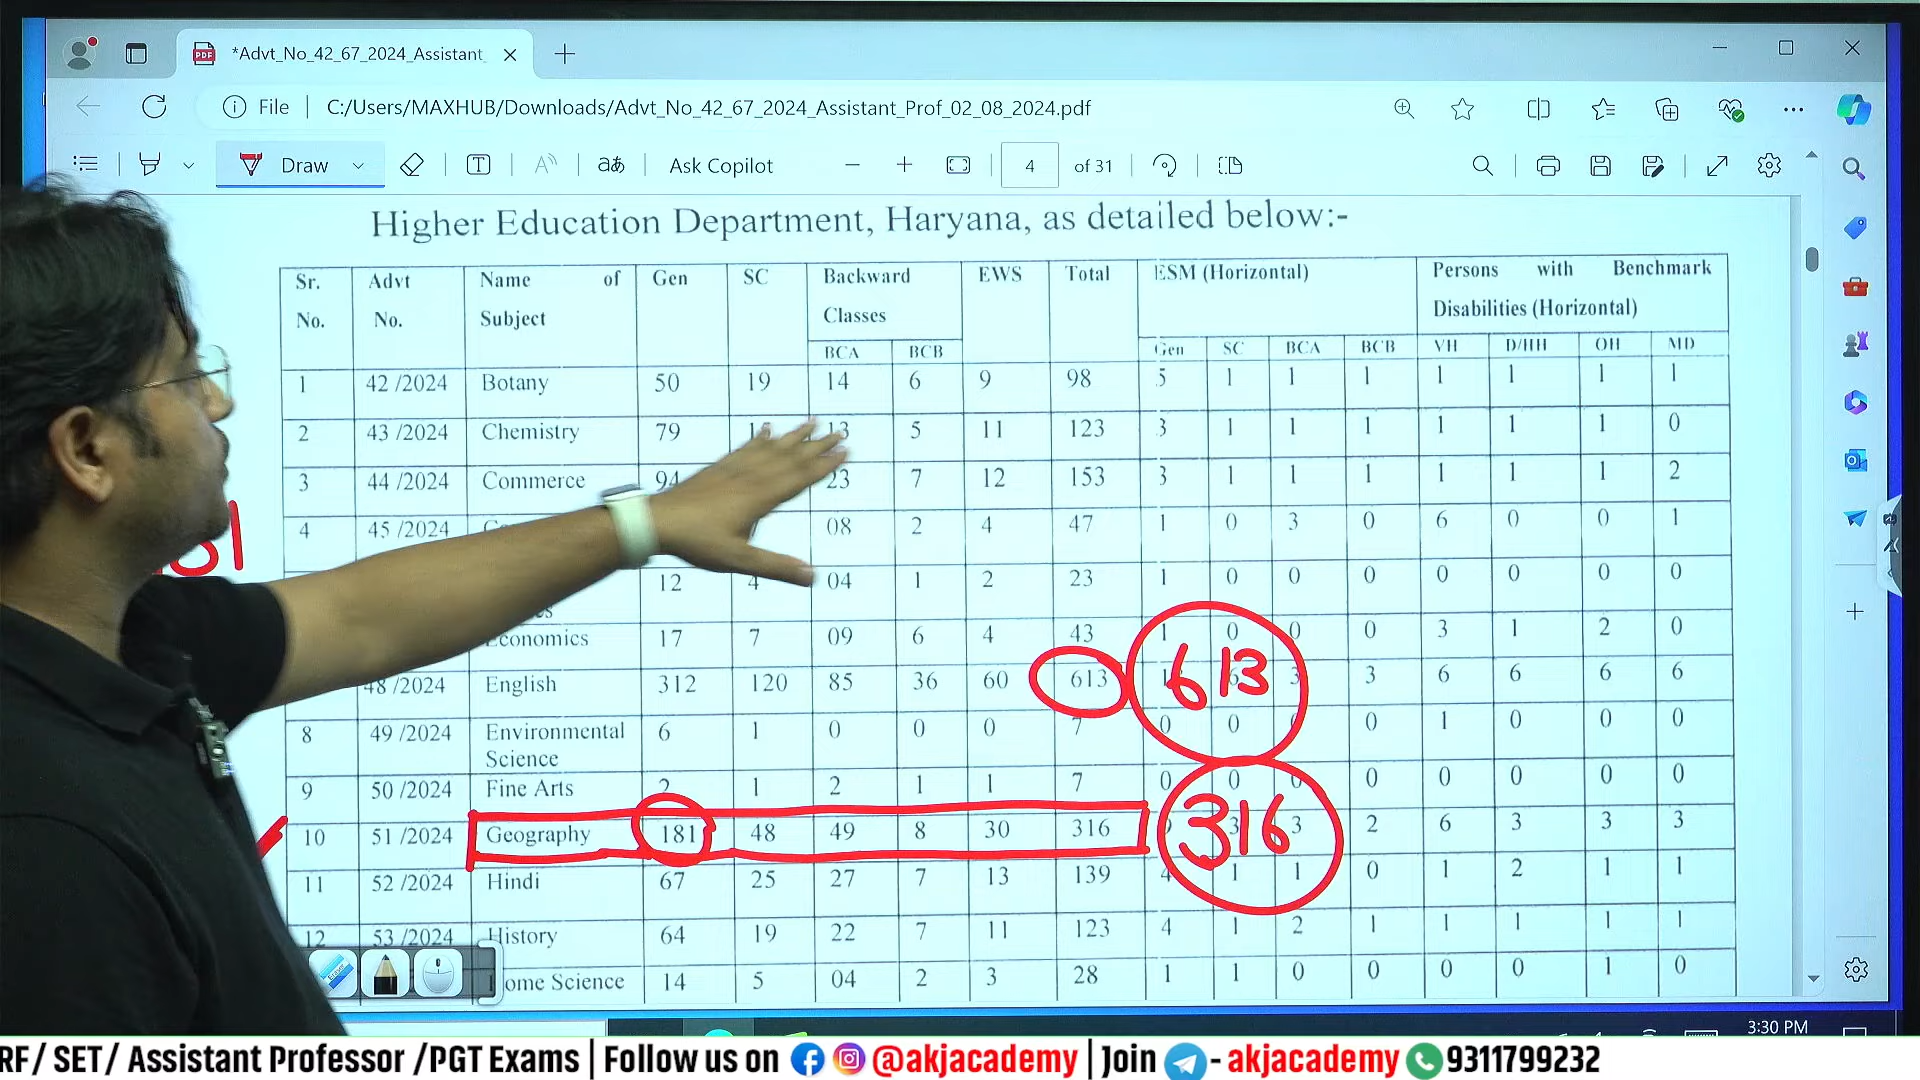 *Advt_No_42_67_2024_Assistant_
File | C:/Users/MAXHUB/Downloads/Advt_No_42_67_2024_Assistant_Prof_02_08_2024.pdf
Draw Ask Copilot 4 of 31
Higher Education Department, Haryana, as detailed below:-
Sr. No. Advt No. Name of Subject Gen SC Backward Classes EWS Total ESM (Horizontal) Persons with Benchmark Disabilities (Horizontal)
BCA BCB Gen SC BCA BCB VH D/HH OH MD
1 42 /2024 Botany 50 19 14 6 9 98 5 1 1 1 1 1 1 1
2 43 /2024 Chemistry 79 13 5 11 123 3 1 1 1 1 1 1 0
3 44 /2024 Commerce 94 23 7 12 153 3 1 1 1 1 1 1 2
4 45 /2024 08 2 4 47 1 0 3 0 6 0 0 1
12 4 04 1 2 23 1 0 0 0 0 0 0 0
Economics 17 7 09 6 4 43 1 0 0 0 3 1 2 0
48 /2024 English 312 120 85 36 60 613 613 3 6 6 6 6
8 49 /2024 Environmental Science 6 1 0 0 0 7 0 0 0 1 0 0 0
9 50 /2024 Fine Arts 2 1 2 1 1 7 0 0 0 0 0 0 0 0
10 51 /2024 Geography 181 48 49 8 30 316 316 3 2 6 3 3 3
11 52 /2024 Hindi 67 25 27 7 13 139 4 1 1 0 1 2 1 1
12 53 /2024 History 64 19 22 7 11 123 4 1 2 1 1 1 1 1
ome Science 14 5 04 2 3 28 1 1 0 0 0 0 1 0
3:30 PM
RF/ SET/ Assistant Professor /PGT Exams | Follow us on @akjacademy | Join - akjacademy 9311799232